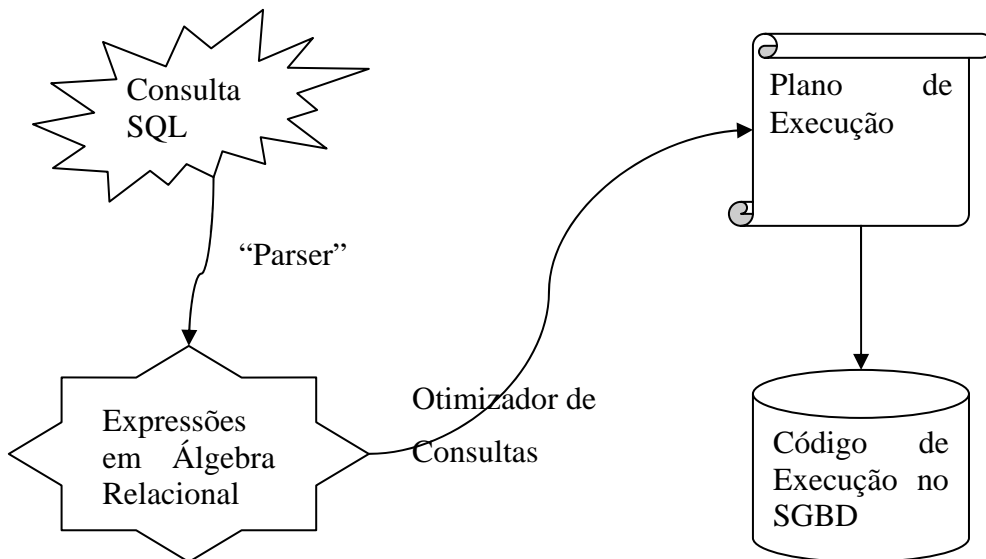 Consulta
SQL
“Parser”
Expressões
em Álgebra
Relacional
Otimizador de
Consultas
Plano de
Execução
Código de
Execução no
SGBD